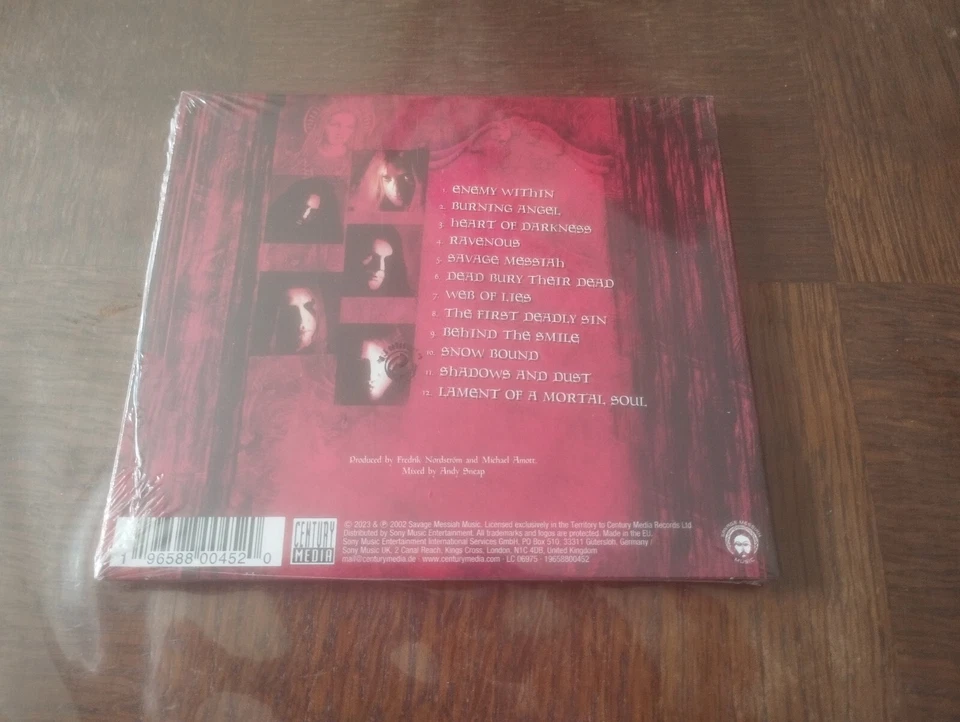 1. ENEMY WITHIN
2. BURNING ANGEL
3. HEART OF DARKNESS
4. RAVENOUS
5. SAVAGE MESSIAH
6. DEAD BURY THEIR DEAD
7. WEB OF LIES
8. THE FIRST DEADLY SIN
9. BEHIND THE SMILE
10. SNOW BOUND
11. SHADOWS AND DUST
12. LAMENT OF A MORTAL SOUL
Produced by Fredrik Nordström and Michael Amott.
Mixed by Andy Sneap
1 96588 00452 0
CENTURY
MEDIA
© 2023 & ℗ 2002 Savage Messiah Music. Licensed exclusively in the Territory to Century Media Records Ltd
Distributed by Sony Music Entertainment. All trademarks and logos are protected. Made in the EU.
Sony Music Entertainment International Services GmbH, PO Box 510, 33311 Gütersloh, Germany /
Sony Music UK, 2 Canal Reach, Kings Cross, London, N1C 4DB, United Kingdom
mail@centurymedia.de · www.centurymedia.com · LC 06975 · 19658800452
SAVAGE MESSIAH
MUSIC